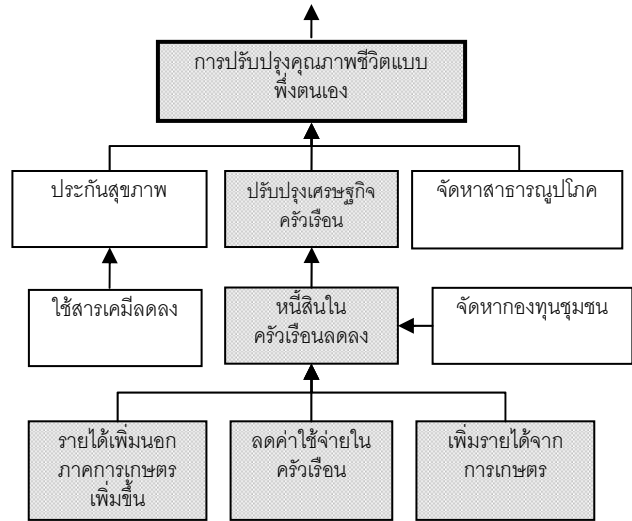 การปรับปรุงคุณภาพชีวิตแบบ
พึ่งตนเอง
ประกันสุขภาพ
ปรับปรุงเศรษฐกิจ
ครัวเรือน
จัดหาสาธารณูปโภค
ใช้สารเคมีลดลง
หนี้สินใน
ครัวเรือนลดลง
จัดหากองทุนชุมชน
รายได้เพิ่มนอก
ภาคการเกษตร
เพิ่มขึ้น
ลดค่าใช้จ่ายใน
ครัวเรือน
เพิ่มรายได้จาก
การเกษตร